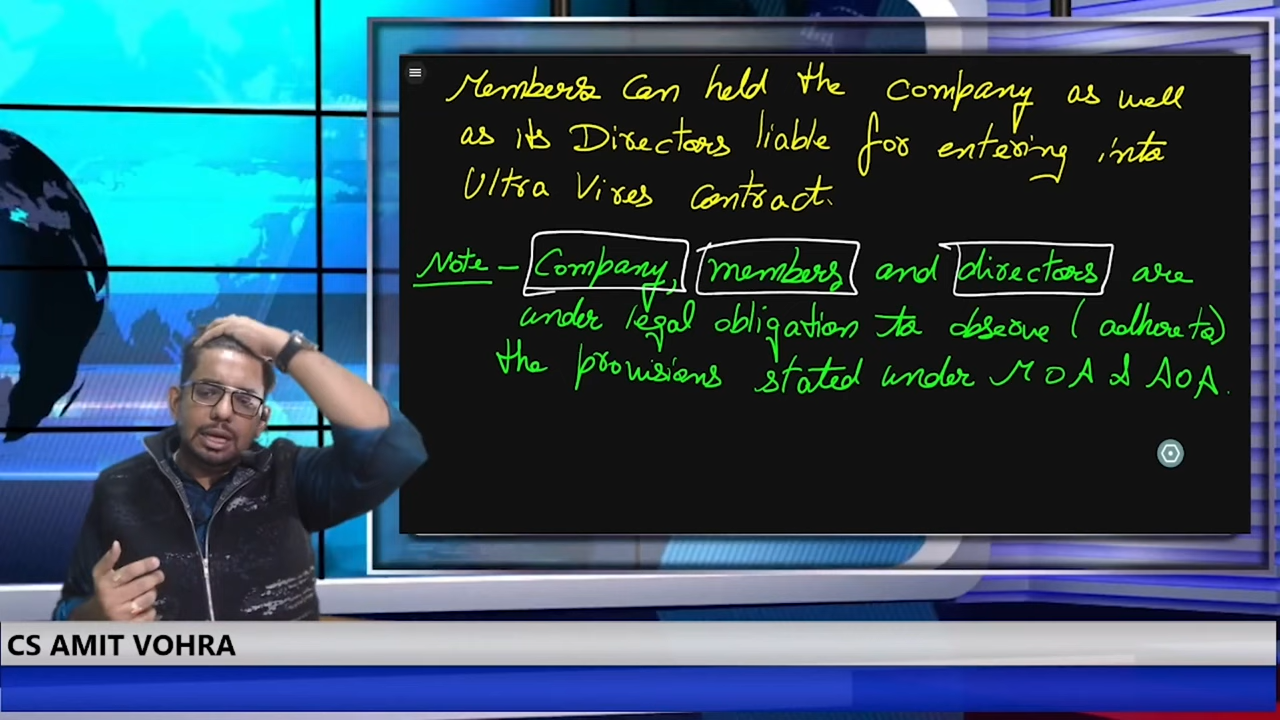 Members can held the company as well
as its Directors liable for entering into
Ultra Vires contract.
Note - Company, members and directors are
under legal obligation to observe (adhere to)
the provisions stated under MOA & AOA.
CS AMIT VOHRA